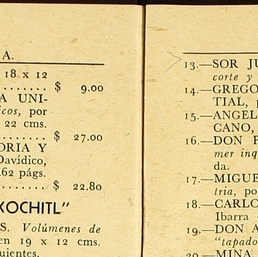 A.
18 x 12
........ $ 9.00
A UNI-
icos, por
22 cms.
....... $ 27.00
ORIA Y
Davídico,
62 págs.
....... $ 22.80
XOCHITL"
S. Volúmenes de
en 19 x 12 cms.
uientes.
13.—SOR JU
corte y
14.—GREGO
TIAL, p
15.—ANGEL
CANO,
16.—DON F
mer inqu
da.
17.—MIGUE
tria, po
18.—CARLO
Ibarra
19.—DON A
"tapado
20.—MINA